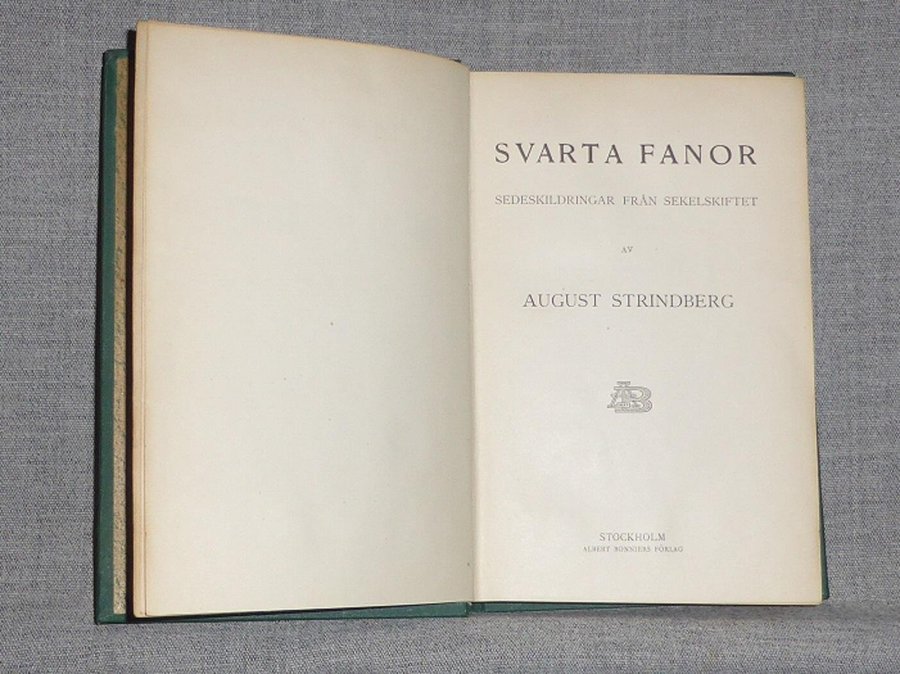 SVARTA FANOR
SEDESKILDRINGAR FRÅN SEKELSKIFTET
AV
AUGUST STRINDBERG
AB
STOCKHOLM
ALBERT BONNIERS FÖRLAG